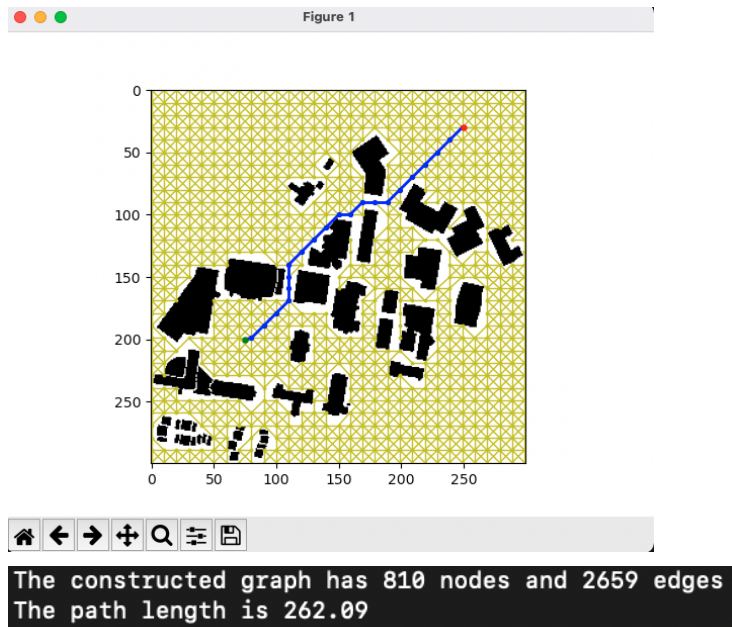 Figure 1
0
50
100
150
200
250
0 50 100 150 200 250
The constructed graph has 810 nodes and 2659 edges
The path length is 262.09